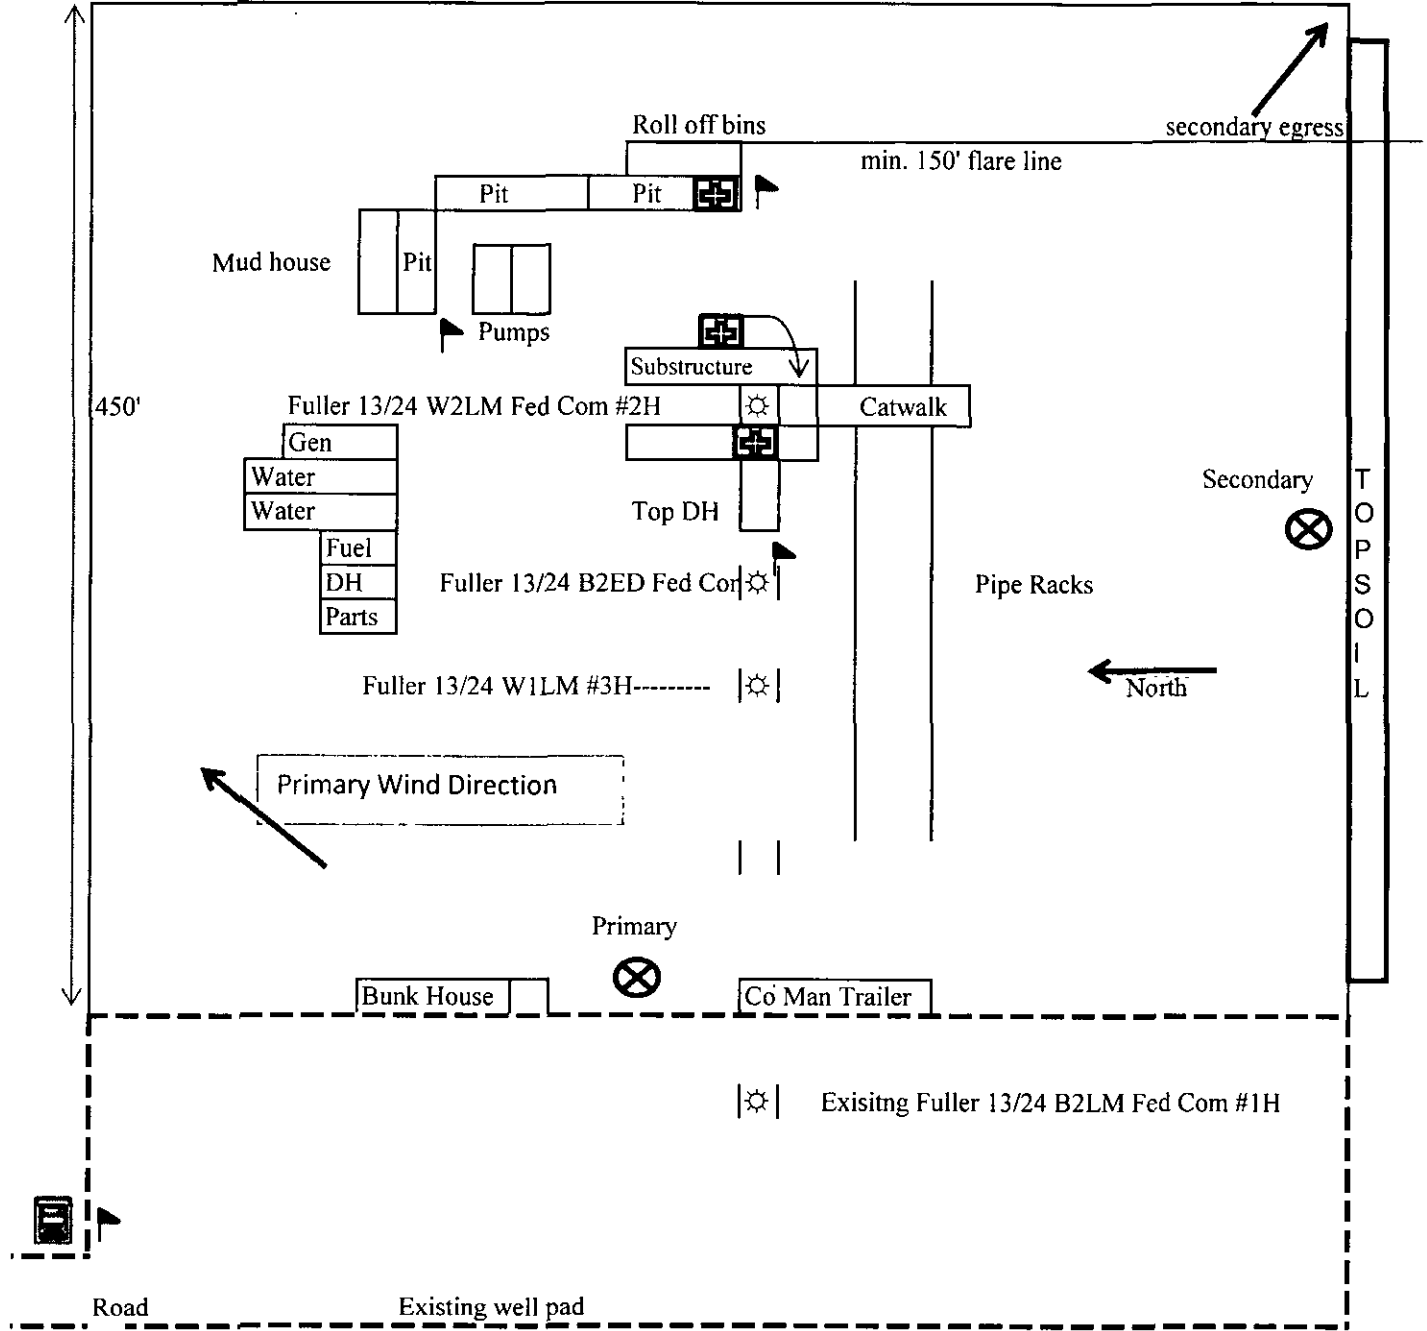 Roll off bins
secondary egress
min. 150' flare line
Pit
Pit
Mud house
Pit
Pumps
Substructure
450'
Fuller 13/24 W2LM Fed Com #2H
Catwalk
Gen
Water
Secondary
Water
Top DH
Fuel
Fuller 13/24 B2ED Fed Com
DH
Pipe Racks
Parts
TOPSOIL
Fuller 13/24 W1LM #3H---------
North
Primary Wind Direction
Primary
Bunk House
Co Man Trailer
Exisitng Fuller 13/24 B2LM Fed Com #1H
Road
Existing well pad